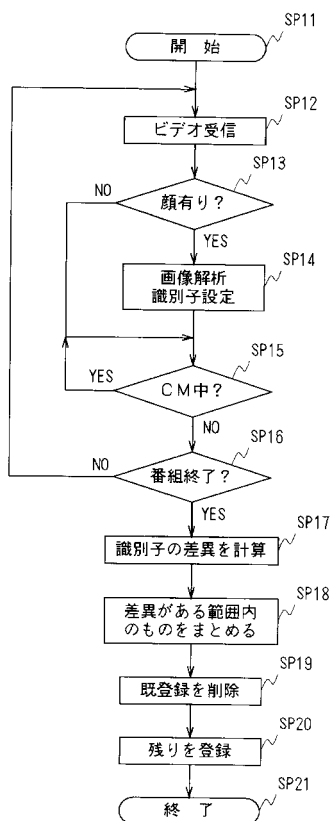 SP11
開 始
SP12
ビデオ受信
SP13
NO
顔有り?
YES
SP14
画像解析
識別子設定
SP15
YES
CM中?
NO
SP16
NO
番組終了?
YES
SP17
識別子の差異を計算
SP18
差異がある範囲内
のものをまとめる
SP19
既登録を削除
SP20
残りを登録
SP21
終 了